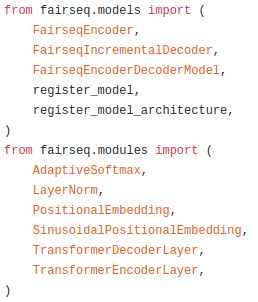 from fairseq.models import (
    FairseqEncoder,
    FairseqIncrementalDecoder,
    FairseqEncoderDecoderModel,
    register_model,
    register_model_architecture,
)
from fairseq.modules import (
    AdaptiveSoftmax,
    LayerNorm,
    PositionalEmbedding,
    SinusoidalPositionalEmbedding,
    TransformerDecoderLayer,
    TransformerEncoderLayer,
)